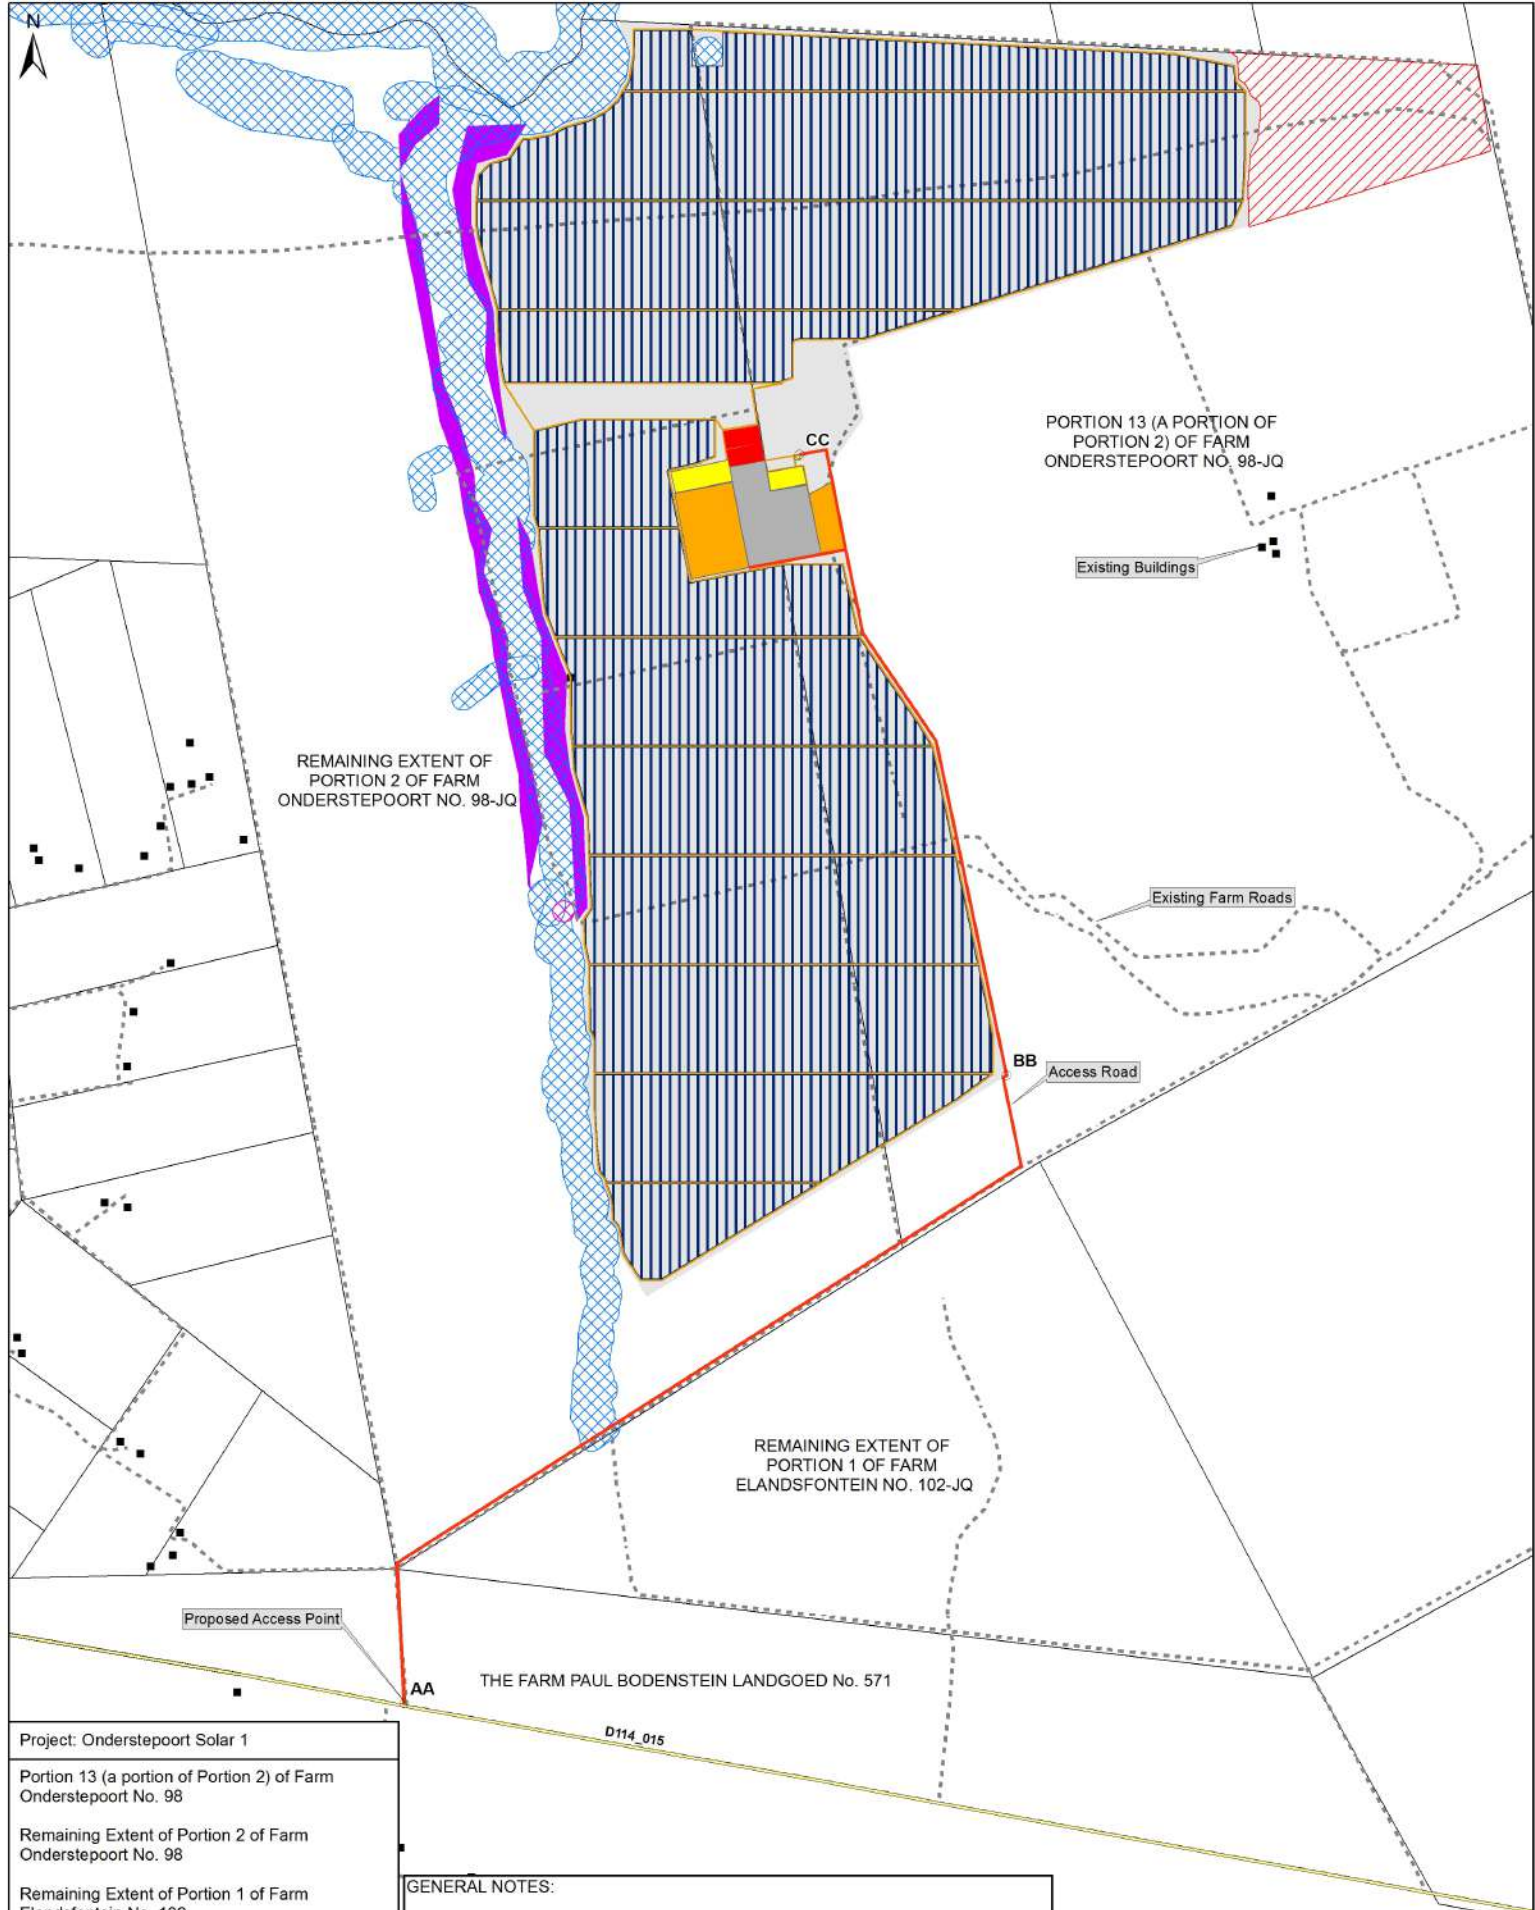 N
CC
PORTION 13 (A PORTION OF
PORTION 2) OF FARM
ONDERSTEPOORT NO. 98-JQ
Existing Buildings
REMAINING EXTENT OF
PORTION 2 OF FARM
ONDERSTEPOORT NO. 98-JQ
Existing Farm Roads
BB
Access Road
REMAINING EXTENT OF
PORTION 1 OF FARM
ELANDSFONTEIN NO. 102-JQ
Proposed Access Point
AA
THE FARM PAUL BODENSTEIN LANDGOED No. 571
D114_015
Project: Onderstepoort Solar 1
Portion 13 (a portion of Portion 2) of Farm
Onderstepoort No. 98
Remaining Extent of Portion 2 of Farm
Onderstepoort No. 98
Remaining Extent of Portion 1 of Farm
GENERAL NOTES: